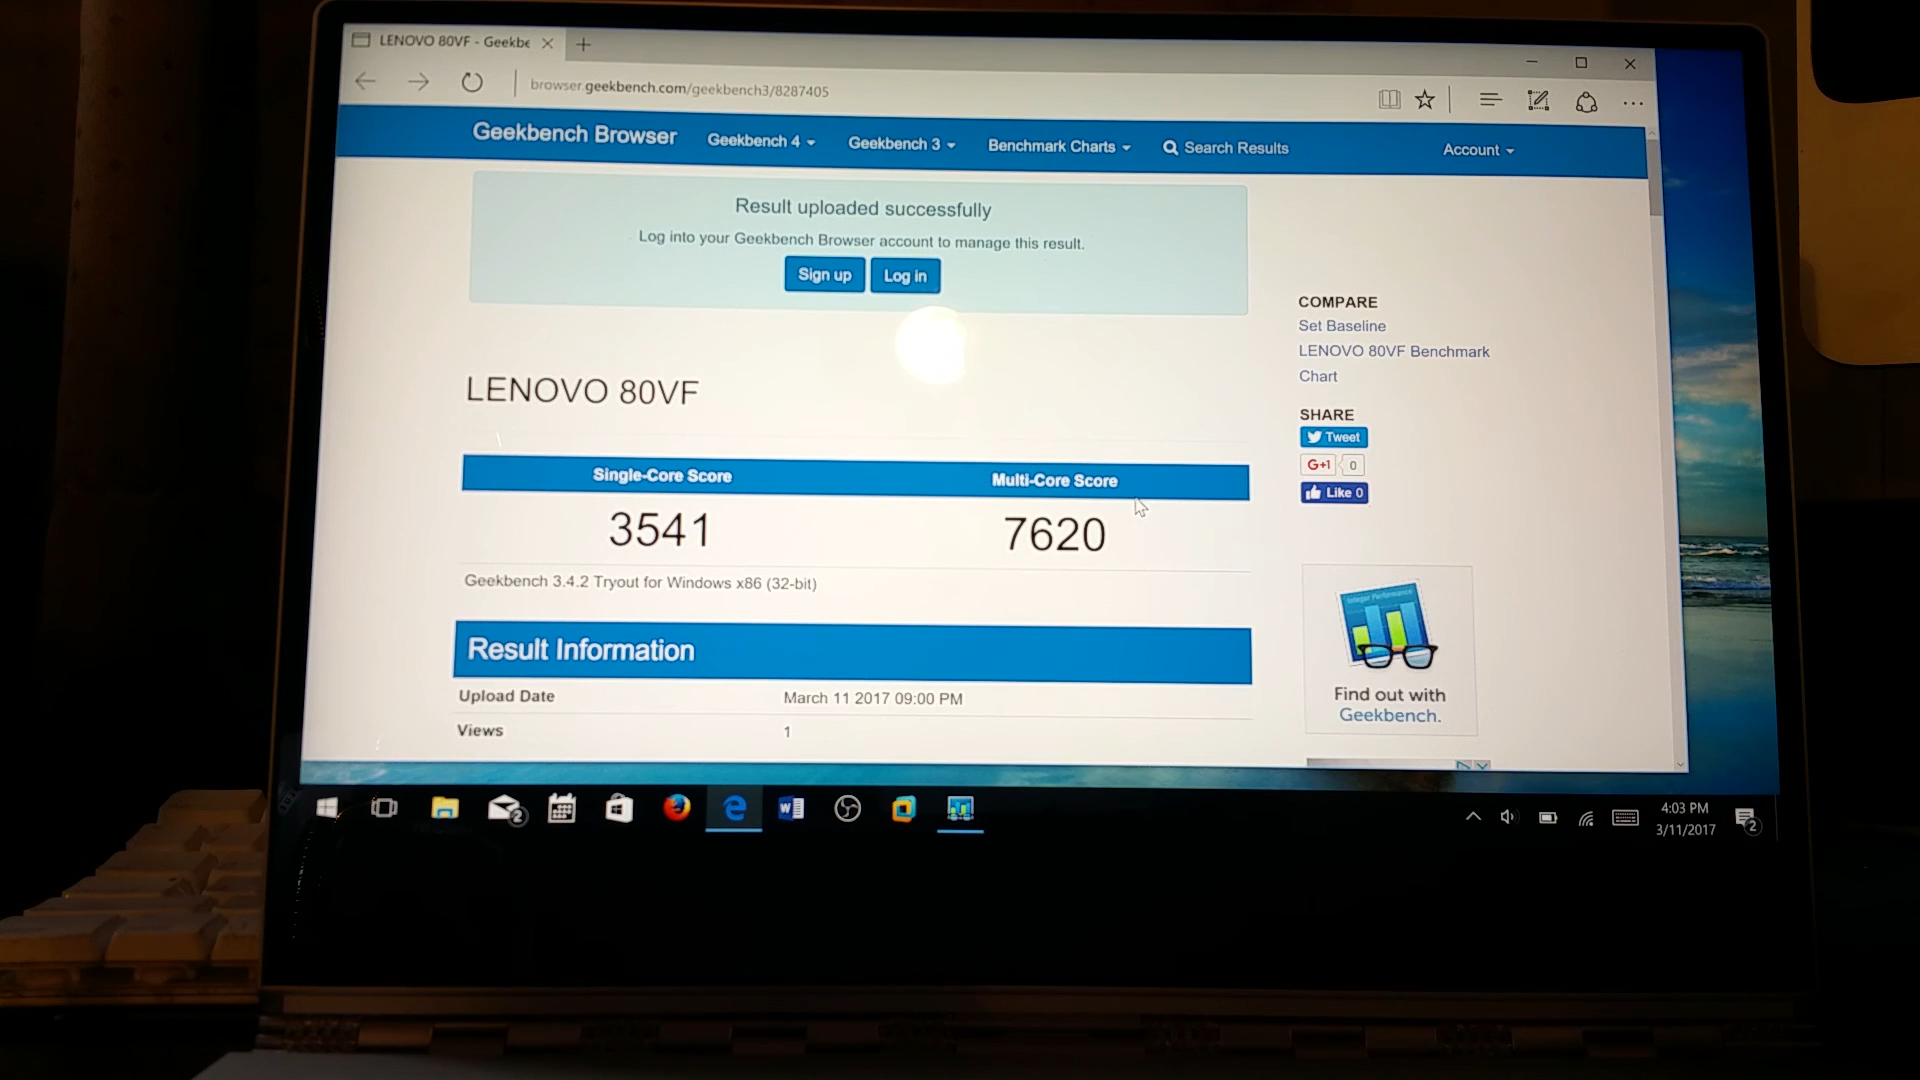 LENOVO 80VF - Geekbe
browser.geekbench.com/geekbench3/8287405
Geekbench Browser Geekbench 4 Geekbench 3 Benchmark Charts Search Results Account
Result uploaded successfully
Log into your Geekbench Browser account to manage this result.
Sign up Log in
LENOVO 80VF
Single-Core Score Multi-Core Score
3541 7620
Geekbench 3.4.2 Tryout for Windows x86 (32-bit)
Result Information
Upload Date March 11 2017 09:00 PM
Views 1
COMPARE
Set Baseline
LENOVO 80VF Benchmark
Chart
SHARE
Tweet
G+1 0
Like 0
Integer Performance
Find out with
Geekbench.
2
W
4:03 PM
3/11/2017
2